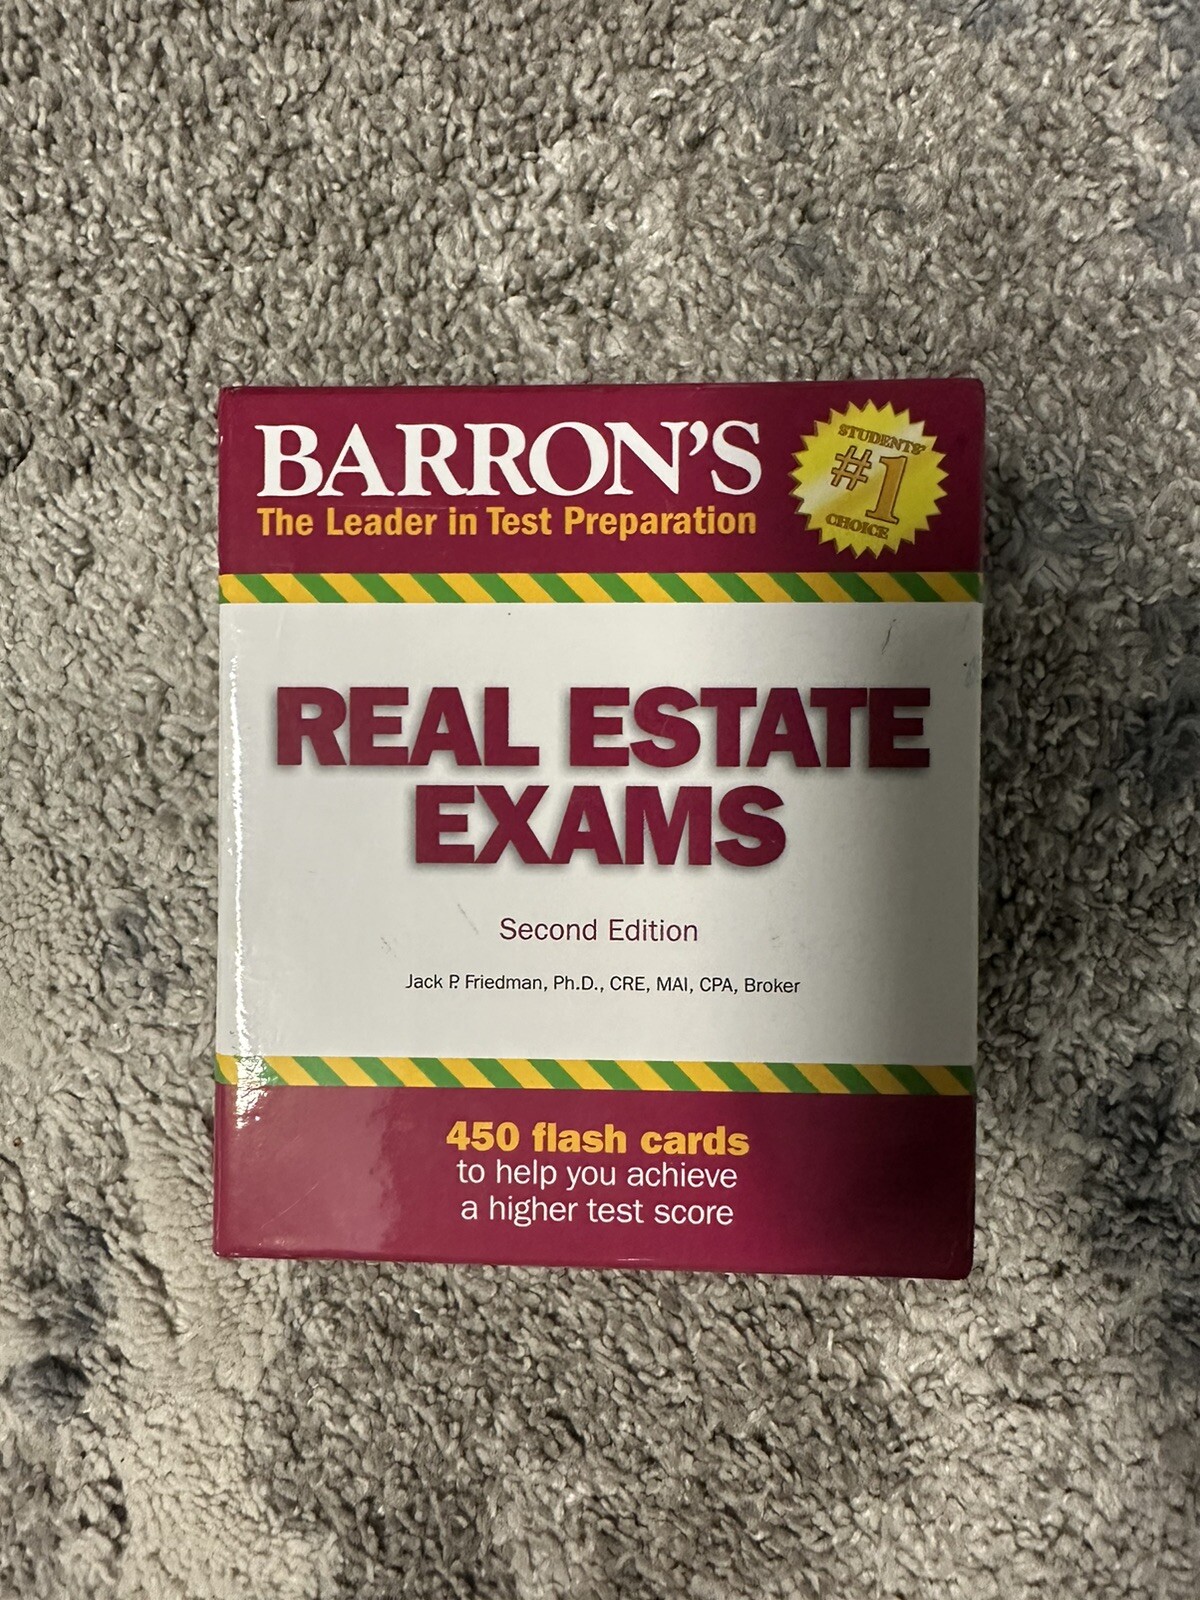 BARRON'S
The Leader in Test Preparation
STUDENTS'
#1
CHOICE
REAL ESTATE
EXAMS
Second Edition
Jack P. Friedman, Ph.D., CRE, MAI, CPA, Broker
450 flash cards
to help you achieve
a higher test score